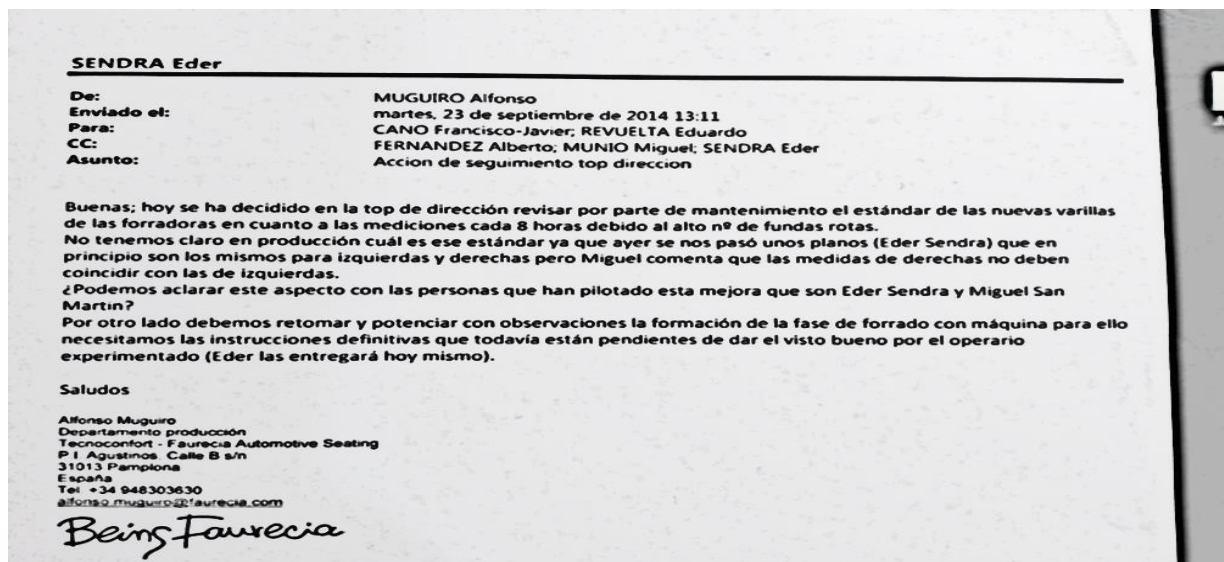 SENDRA Eder
De: MUGUIRO Alfonso
Enviado el: martes, 23 de septiembre de 2014 13:11
Para: CANO Francisco-Javier; REVUELTA Eduardo
CC: FERNANDEZ Alberto; MUNIO Miguel; SENDRA Eder
Asunto: Accion de seguimiento top direccion
Buenas; hoy se ha decidido en la top de dirección revisar por parte de mantenimiento el estándar de las nuevas varillas
de las forradoras en cuanto a las mediciones cada 8 horas debido al alto nº de fundas rotas.
No tenemos claro en producción cuál es ese estándar ya que ayer se nos pasó unos planos (Eder Sendra) que en
principio son los mismos para izquierdas y derechas pero Miguel comenta que las medidas de derechas no deben
coincidir con las de izquierdas.
¿Podemos aclarar este aspecto con las personas que han pilotado esta mejora que son Eder Sendra y Miguel San
Martín?
Por otro lado debemos retomar y potenciar con observaciones la formación de la fase de forrado con máquina para ello
necesitamos las instrucciones definitivas que todavía están pendientes de dar el visto bueno por el operario
experimentado (Eder las entregará hoy mismo).
Saludos
Alfonso Muguiro
Departamento producción
Tecnoconfort - Faurecia Automotive Seating
P.I. Agustinos. Calle B s/n
31013 Pamplona
España
Tel: +34 948303630
alfonso.muguiro@faurecia.com
Being Faurecia